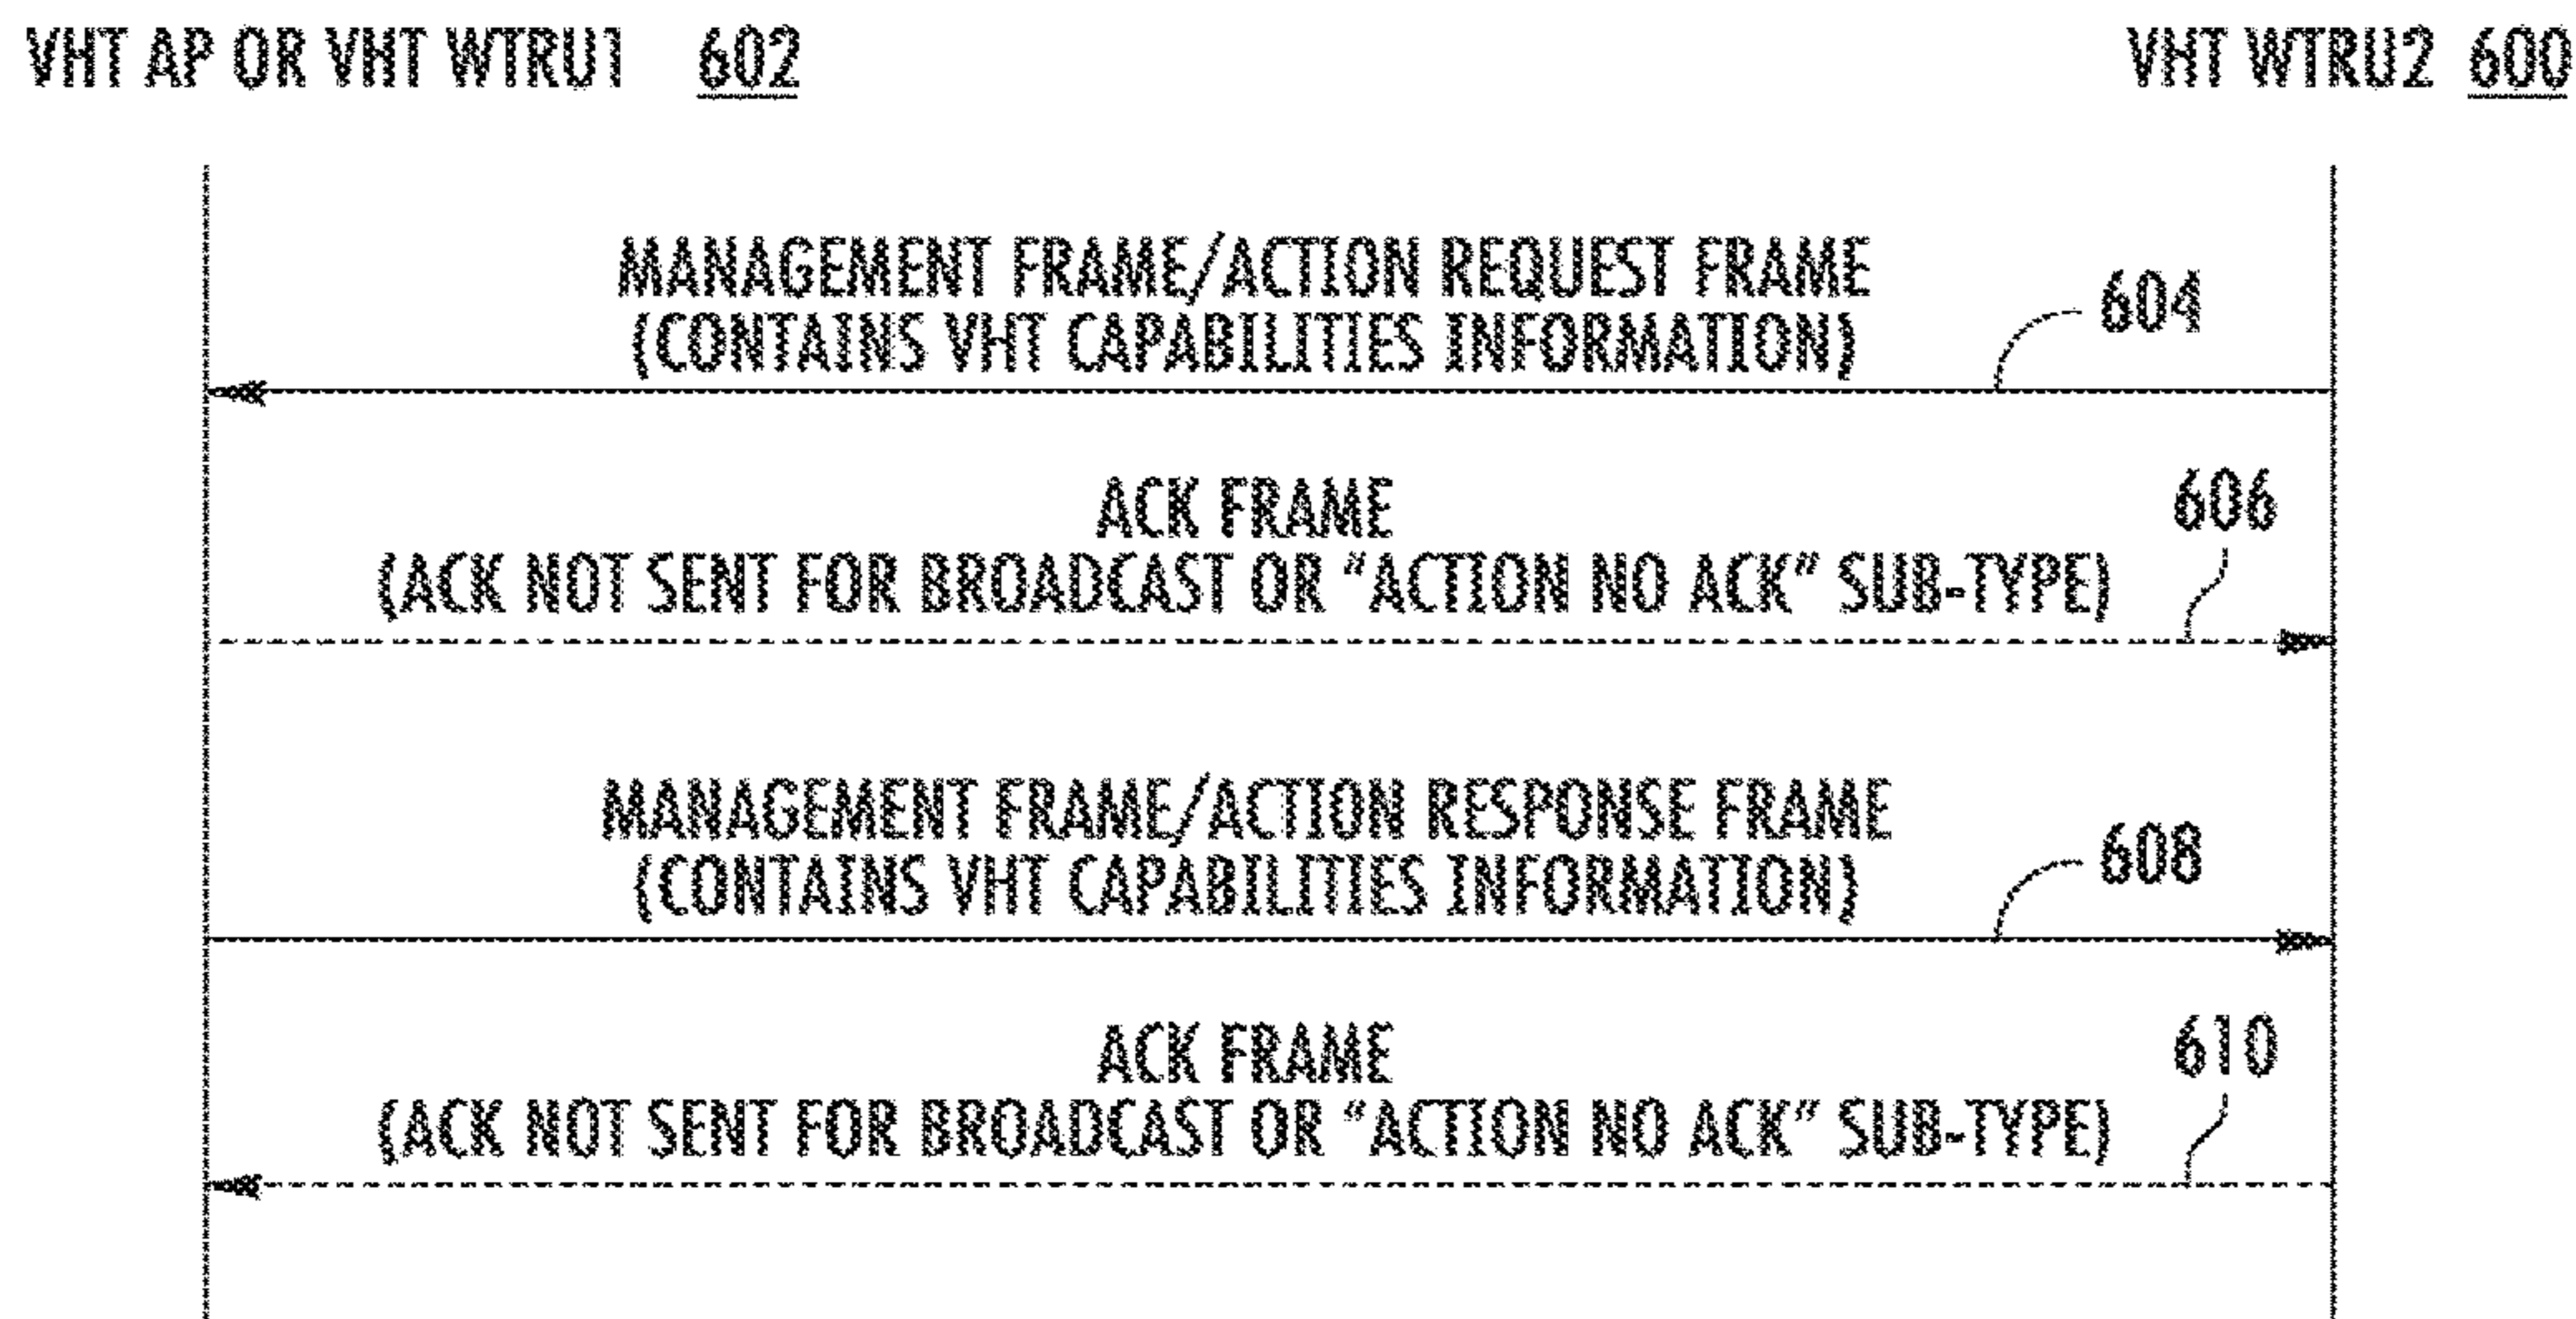 VHT AP OR VHT WTRU1 602
VHT WTRU2 600
MANAGEMENT FRAME/ACTION REQUEST FRAME
(CONTAINS VHT CAPABILITIES INFORMATION)
604
ACK FRAME
606
(ACK NOT SENT FOR BROADCAST OR "ACTION NO ACK" SUB-TYPE)
MANAGEMENT FRAME/ACTION RESPONSE FRAME
(CONTAINS VHT CAPABILITIES INFORMATION)
608
ACK FRAME
610
(ACK NOT SENT FOR BROADCAST OR "ACTION NO ACK" SUB-TYPE)